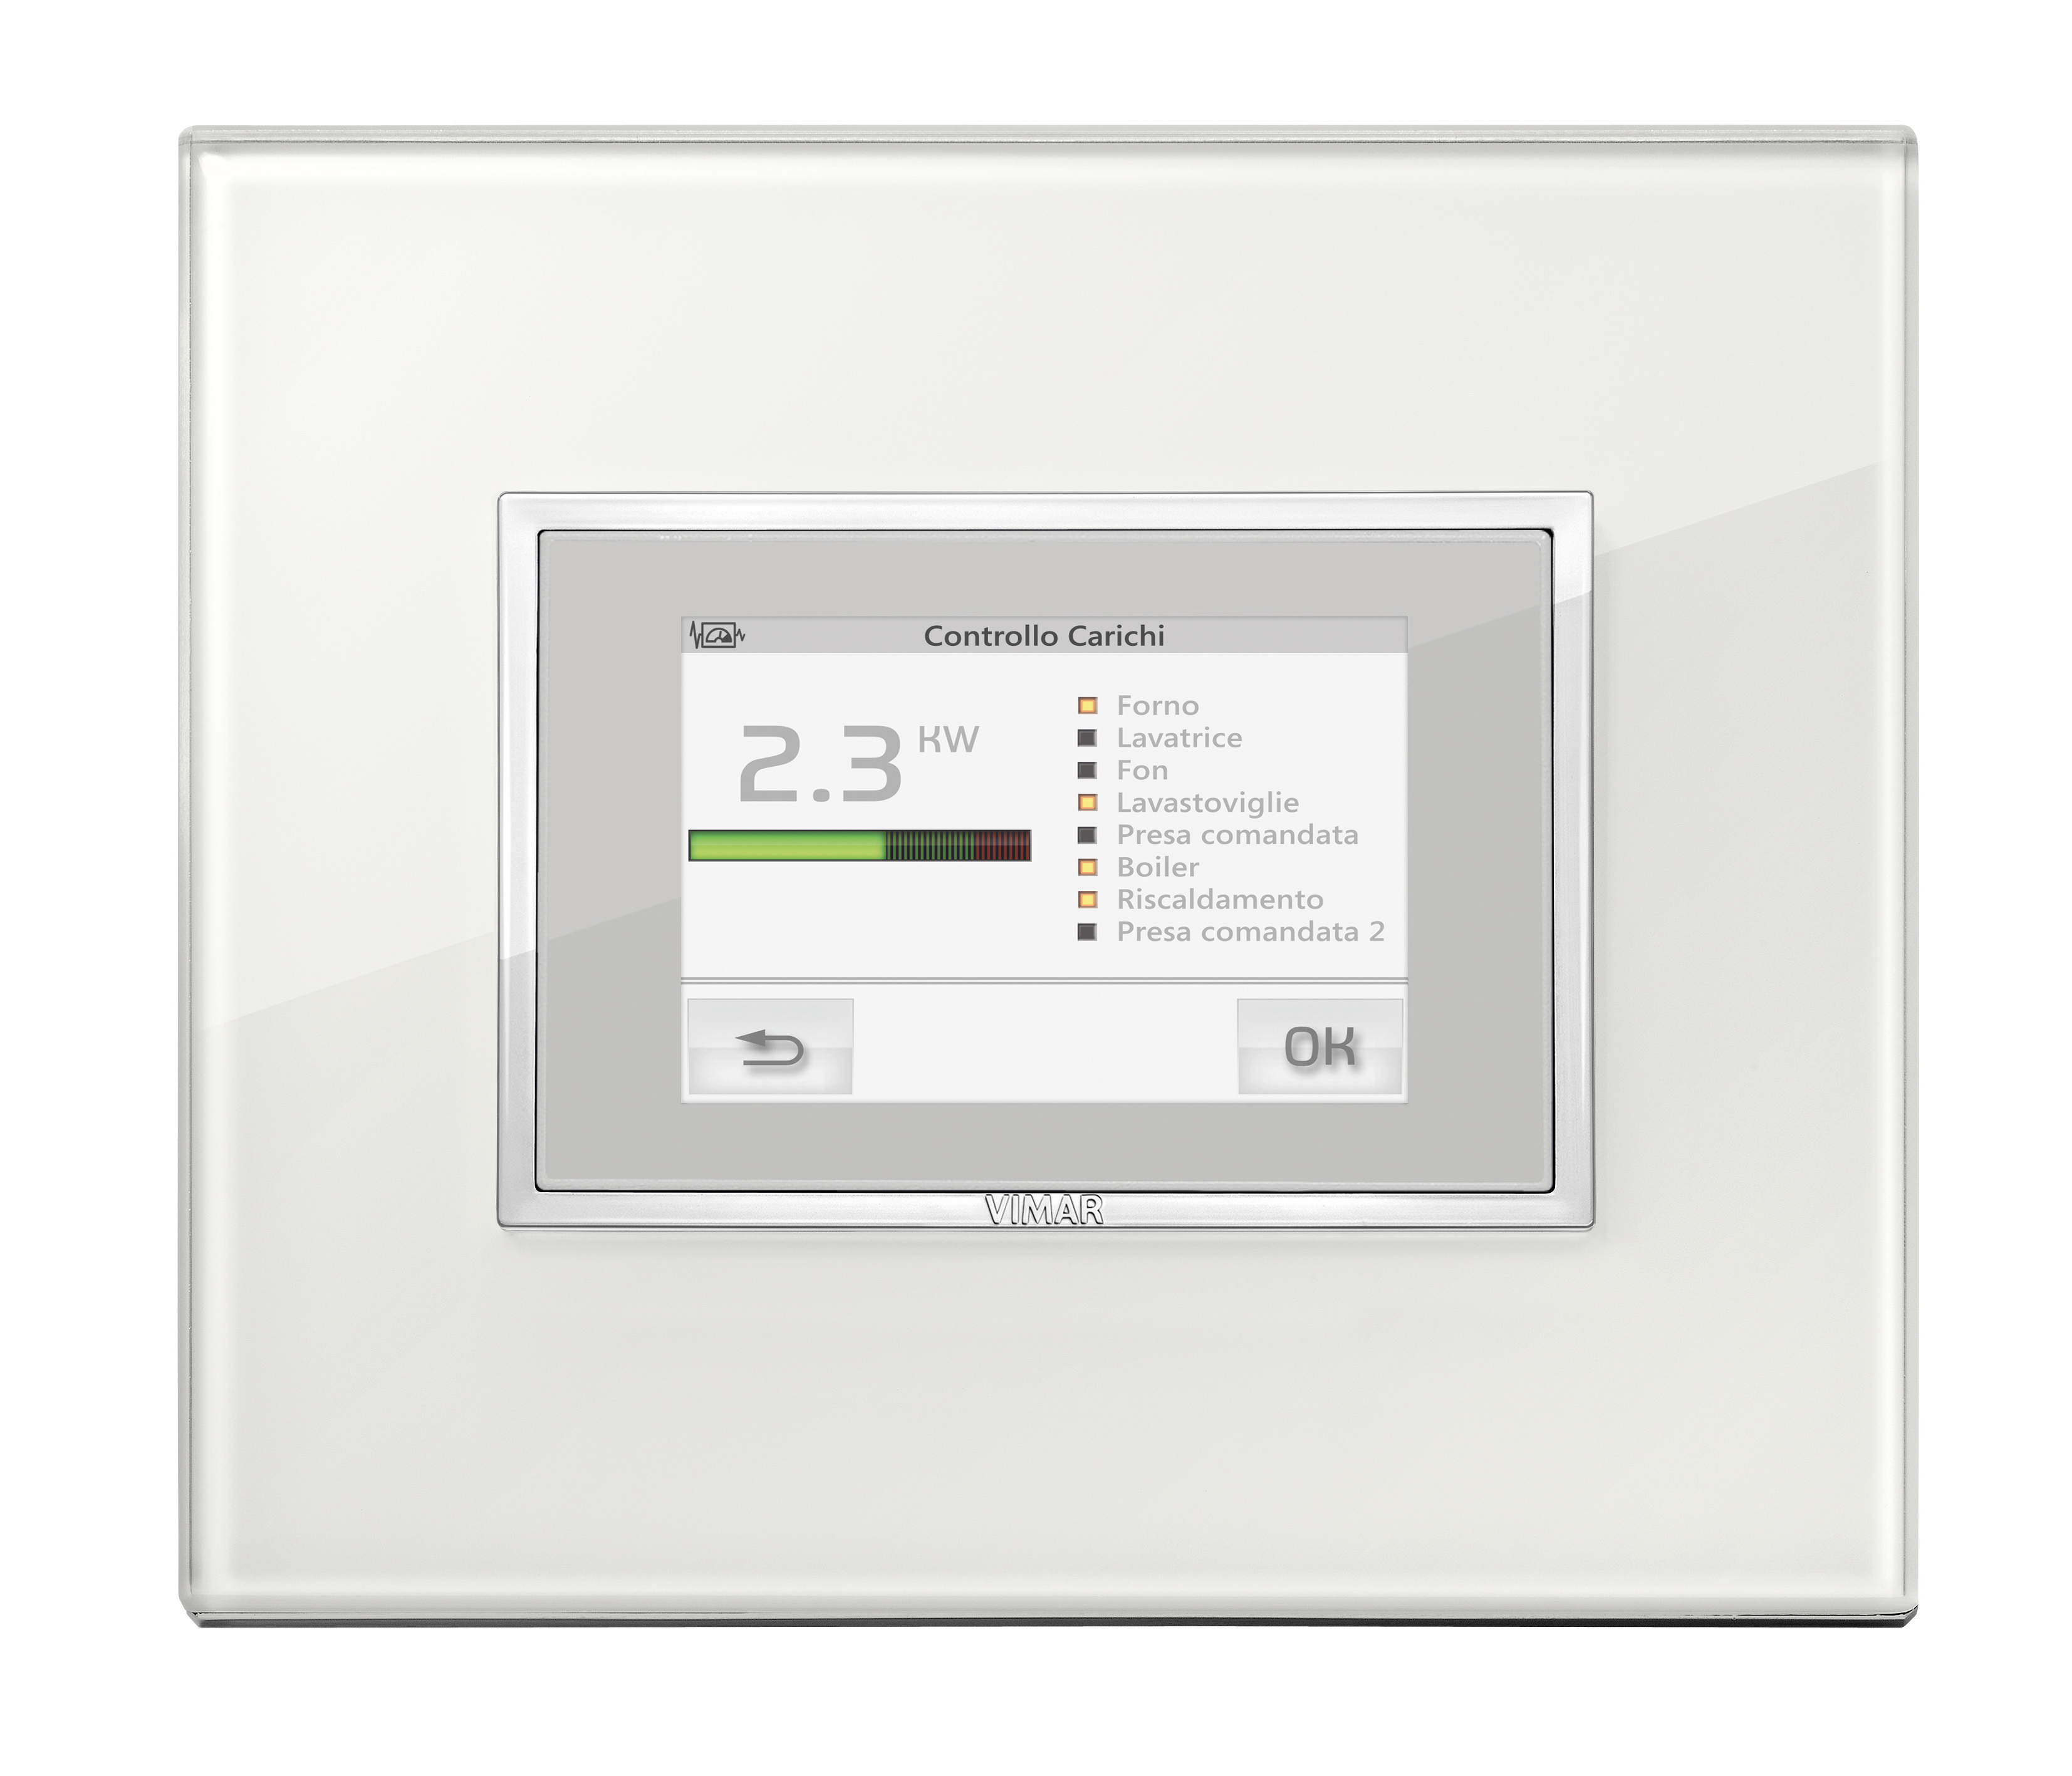 Controllo Carichi
2.3 KW
Forno
Lavatrice
Fon
Lavastoviglie
Presa comandata
Boiler
Riscaldamento
Presa comandata 2
OK
VIMAR